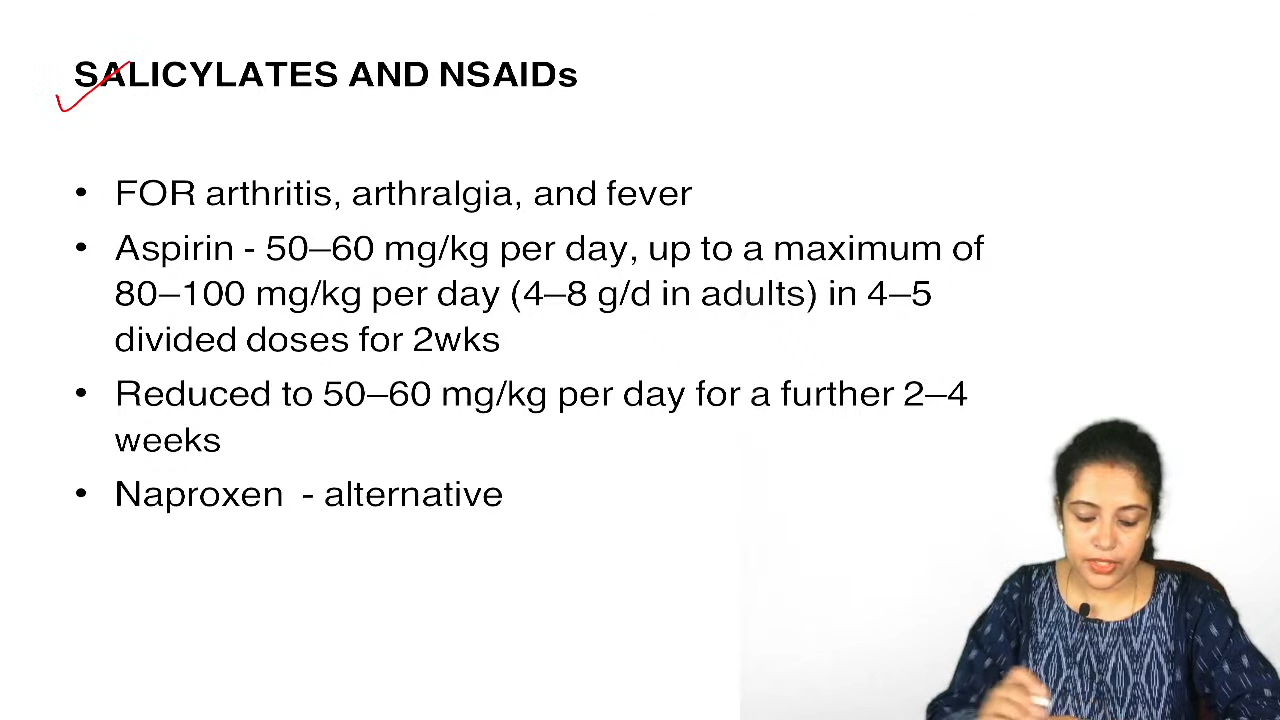 SALICYLATES AND NSAIDs
• FOR arthritis, arthralgia, and fever
• Aspirin - 50–60 mg/kg per day, up to a maximum of
80–100 mg/kg per day (4–8 g/d in adults) in 4–5
divided doses for 2wks
• Reduced to 50–60 mg/kg per day for a further 2–4
weeks
• Naproxen - alternative